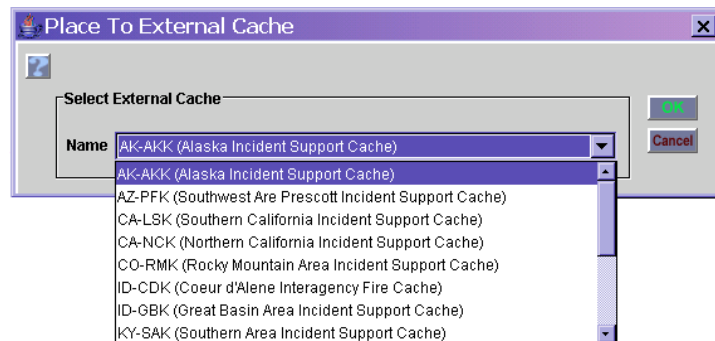 Place To External Cache
Select External Cache
OK
Name AK-AKK (Alaska Incident Support Cache)
Cancel
AK-AKK (Alaska Incident Support Cache)
AZ-PFK (Southwest Are Prescott Incident Support Cache)
CA-LSK (Southern California Incident Support Cache)
CA-NCK (Northern California Incident Support Cache)
CO-RMK (Rocky Mountain Area Incident Support Cache)
ID-CDK (Coeur d'Alene Interagency Fire Cache)
ID-GBK (Great Basin Area Incident Support Cache)
KY-SAK (Southern Area Incident Support Cache)